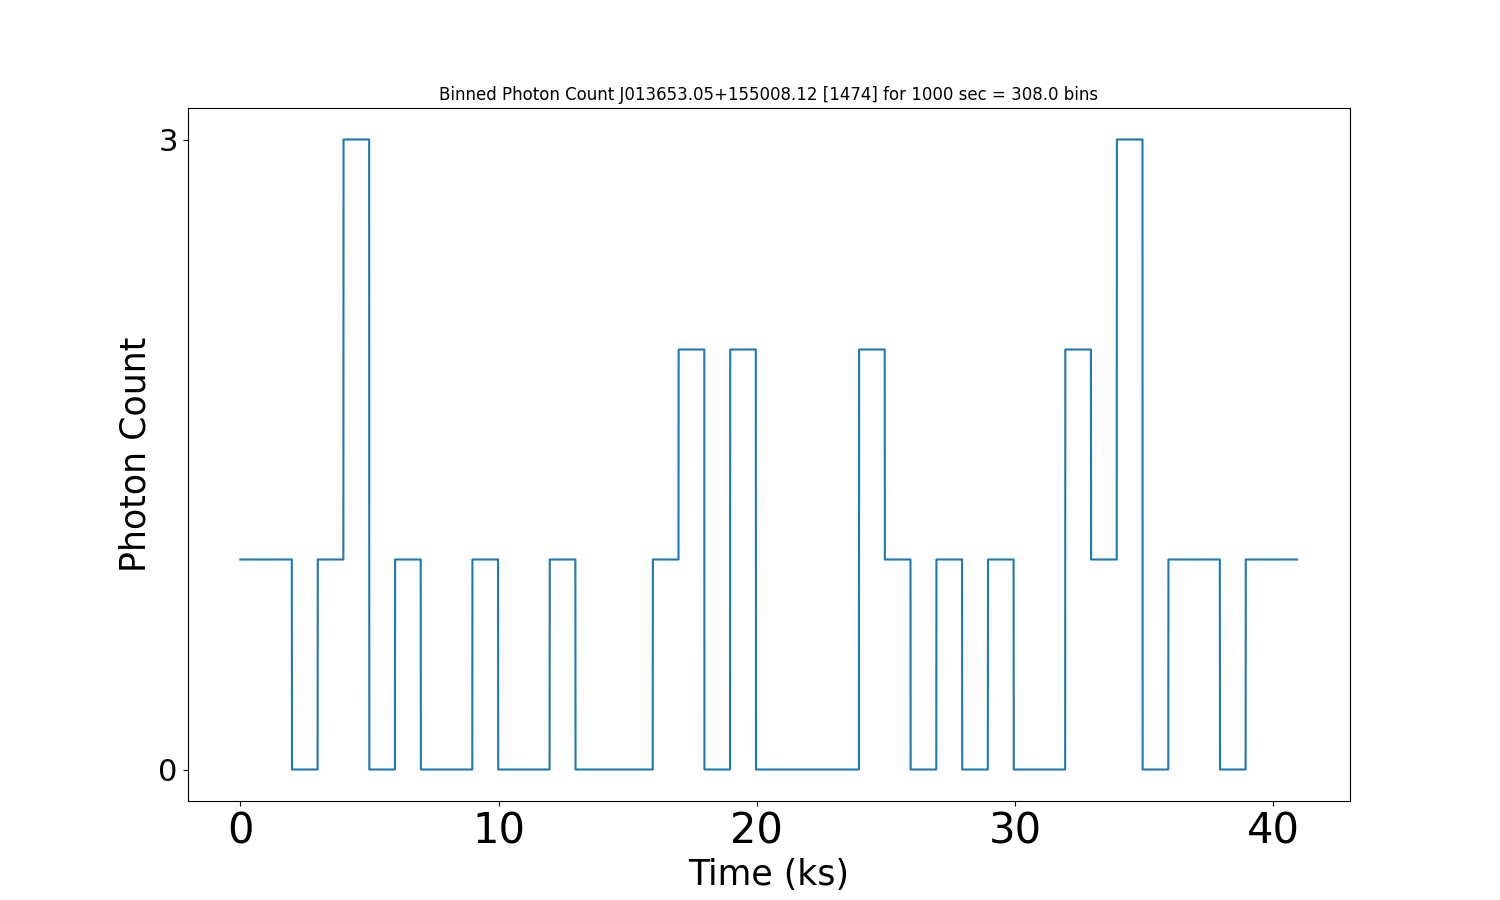 Binned Photon Count J013653.05+155008.12 [1474] for 1000 sec = 308.0 bins
3
Photon Count
0
0 10 20 30 40
Time (ks)